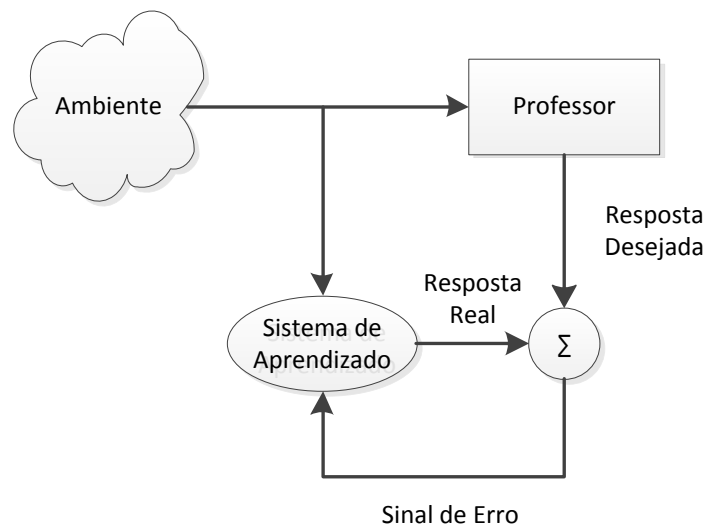 Ambiente
Professor
Resposta
Desejada
Resposta
Real
Sistema de
Aprendizado
Σ
Sinal de Erro